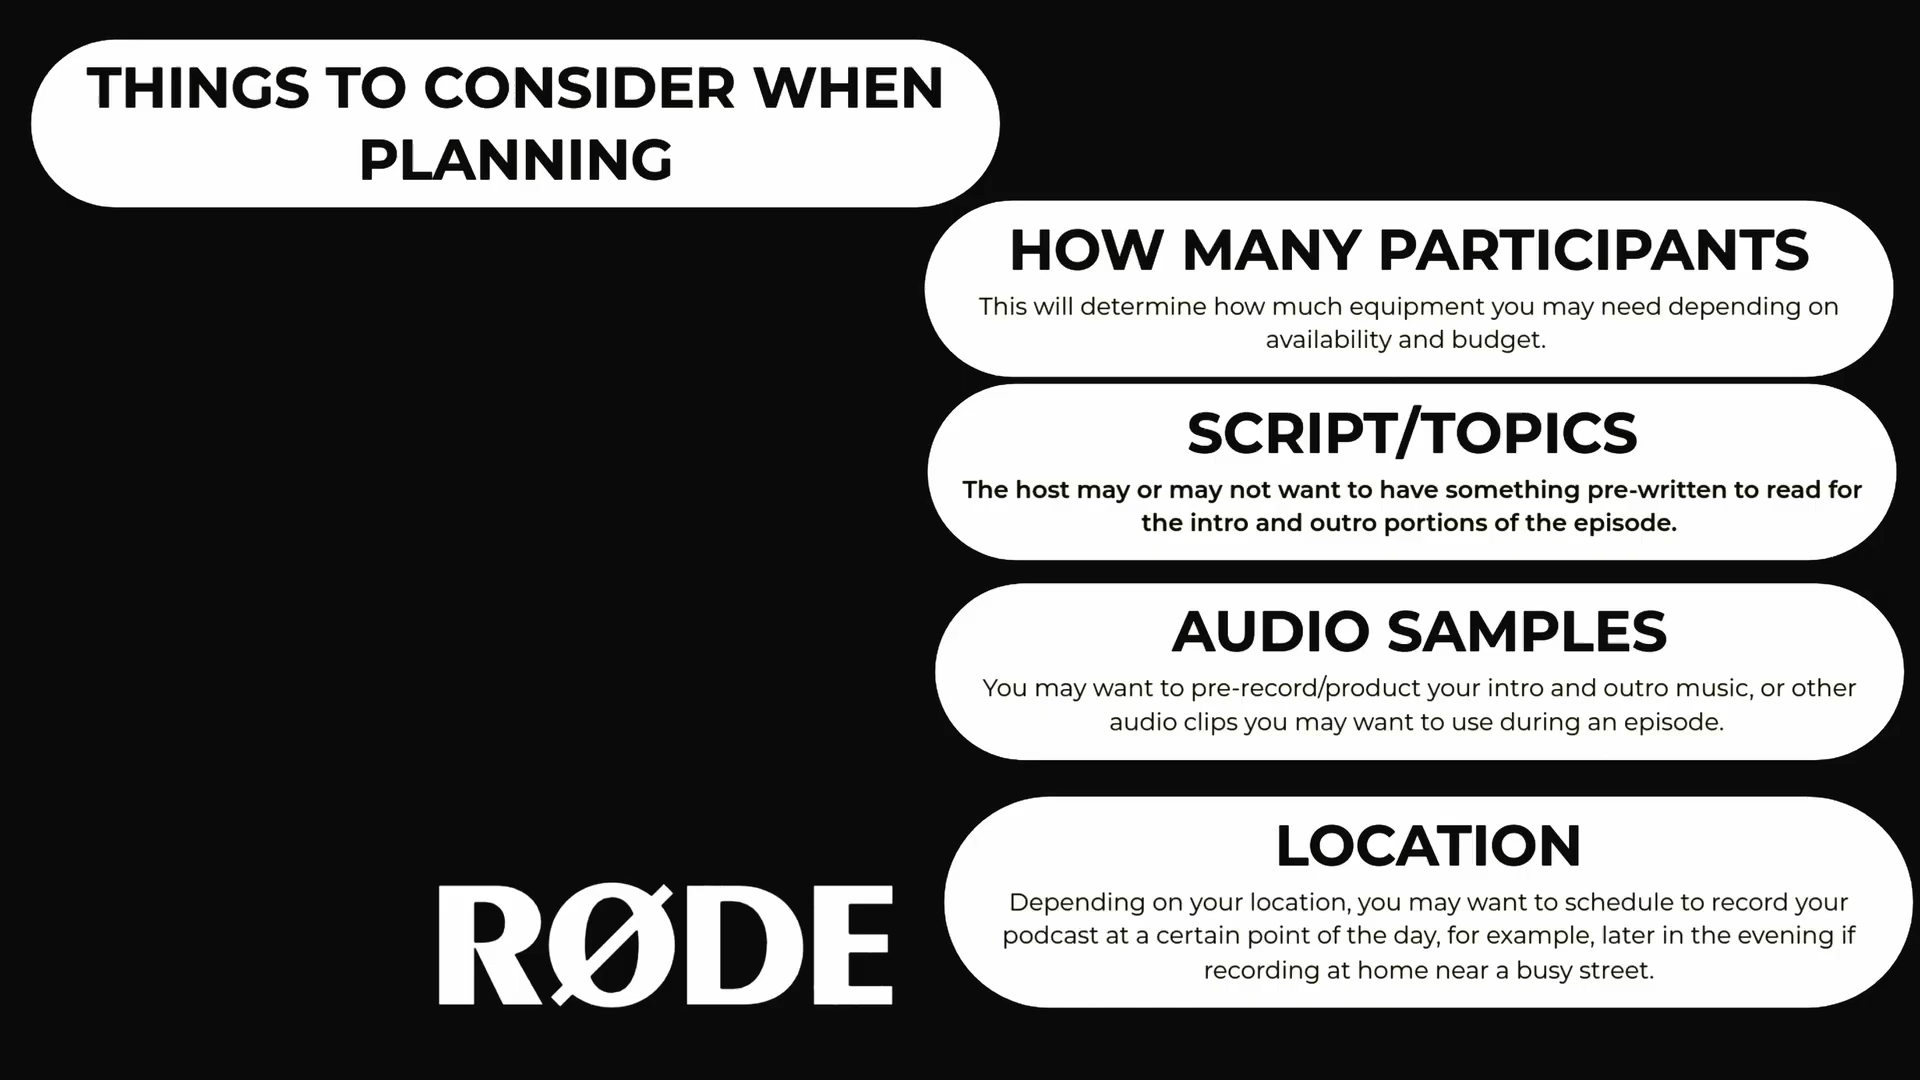 THINGS TO CONSIDER WHEN
PLANNING
HOW MANY PARTICIPANTS
This will determine how much equipment you may need depending on
availability and budget.
SCRIPT/TOPICS
The host may or may not want to have something pre-written to read for
the intro and outro portions of the episode.
AUDIO SAMPLES
You may want to pre-record/product your intro and outro music, or other
audio clips you may want to use during an episode.
LOCATION
Depending on your location, you may want to schedule to record your
podcast at a certain point of the day, for example, later in the evening if
recording at home near a busy street.
RØDE